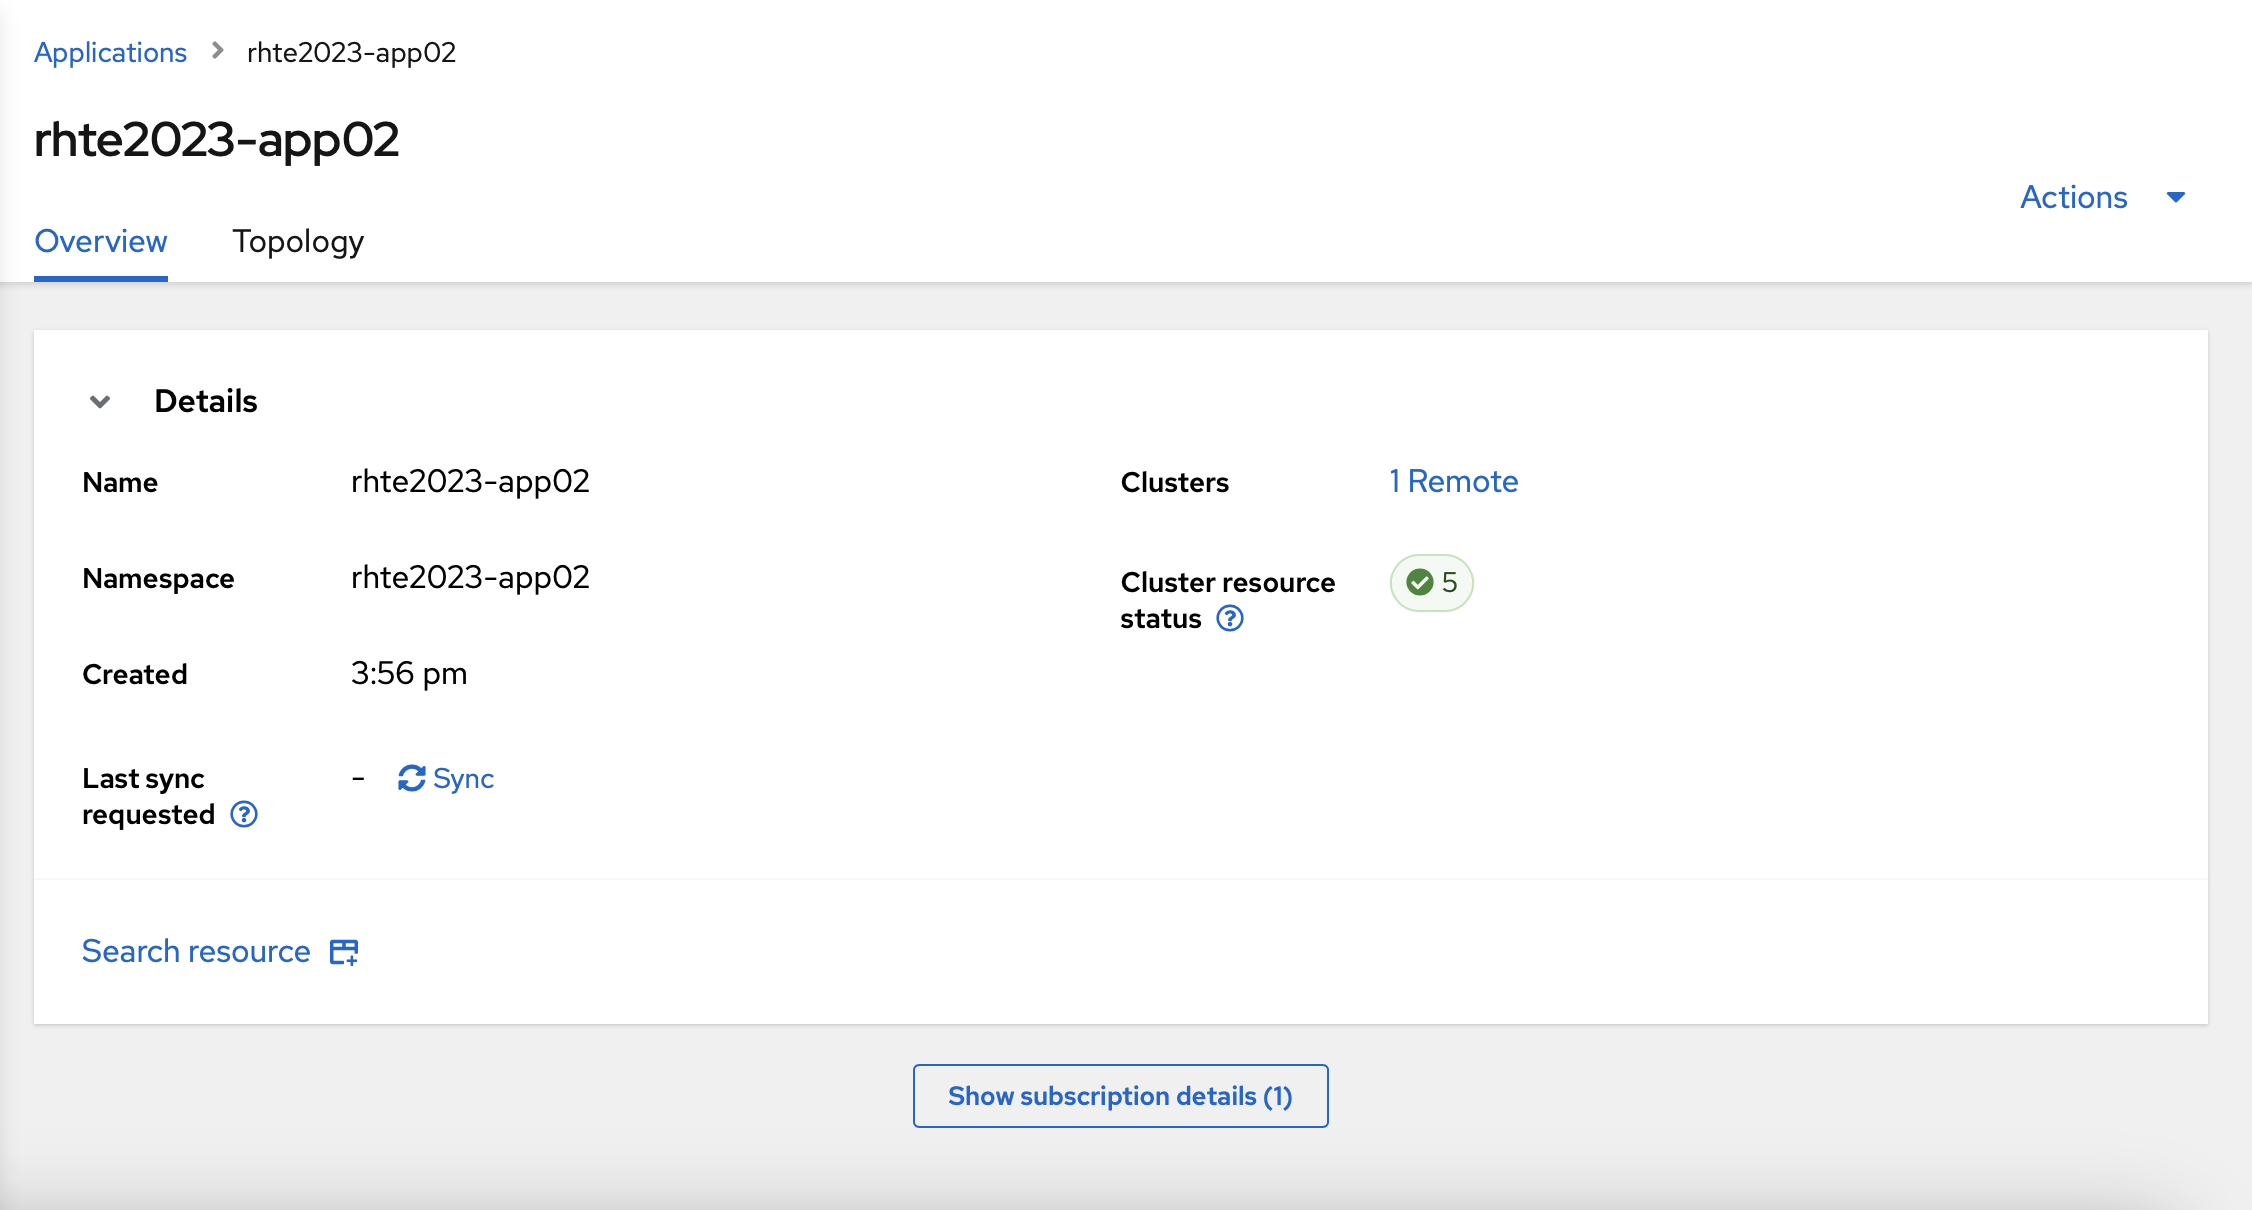 Applications > rhte2023-app02
rhte2023-app02
Actions
Overview Topology
Details
Name rhte2023-app02
Namespace rhte2023-app02
Created 3:56 pm
Last sync requested ? - Sync
Clusters 1 Remote
Cluster resource status ? 5
Search resource
Show subscription details (1)